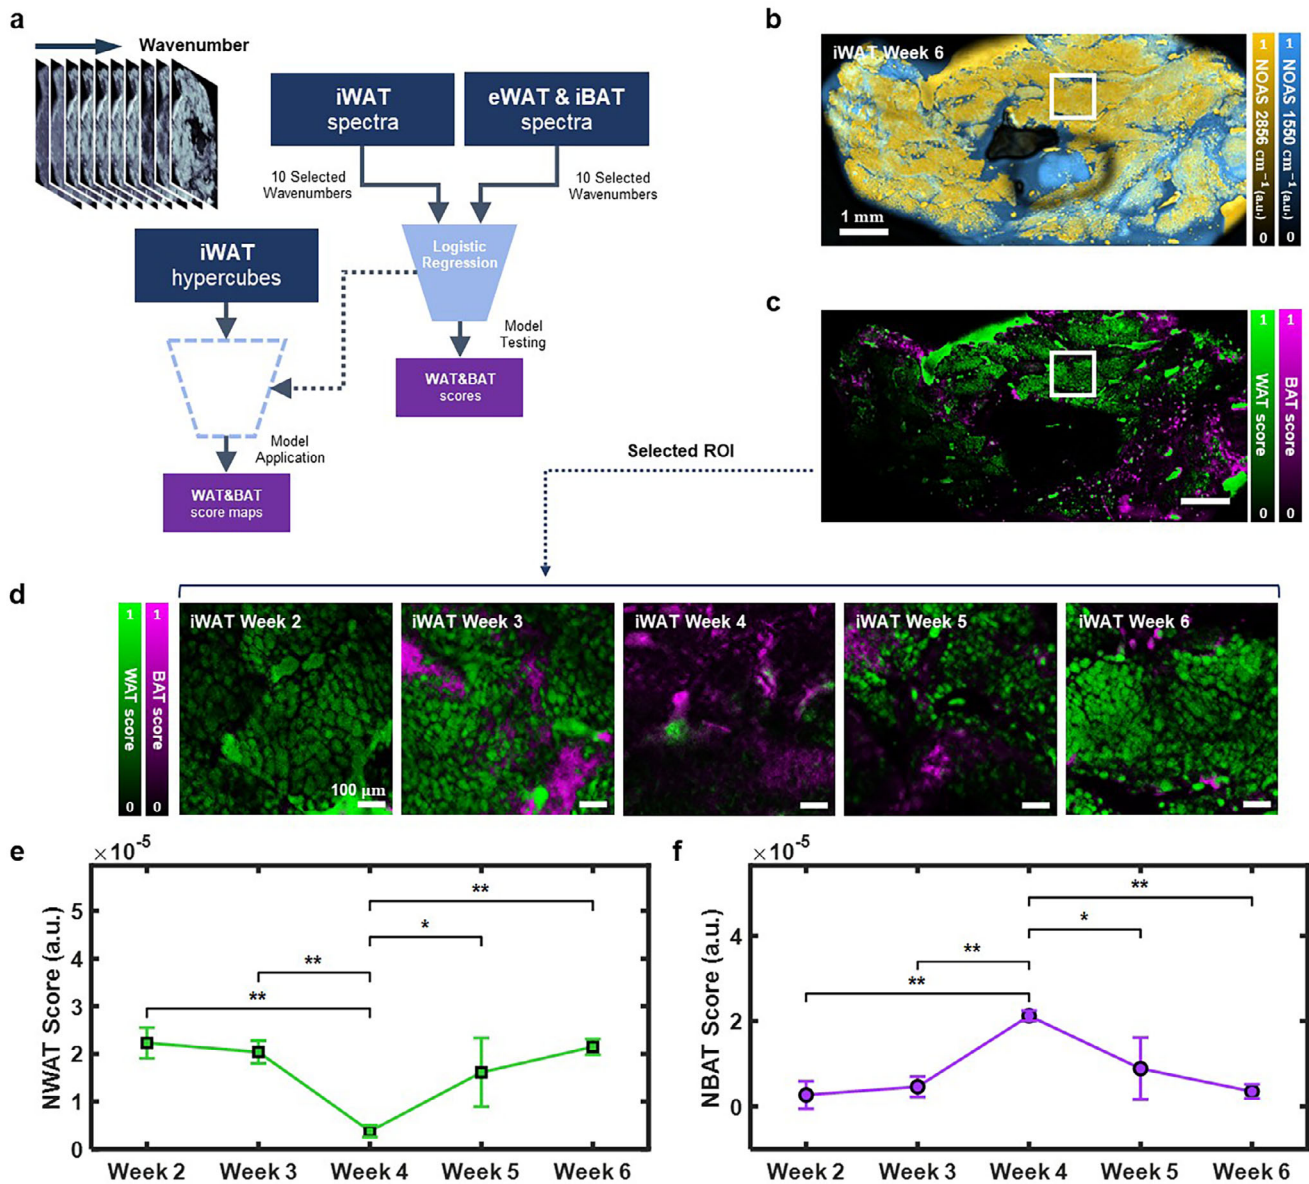 a
Wavenumber
iWAT
spectra
eWAT & iBAT
spectra
10 Selected
Wavenumbers
10 Selected
Wavenumbers
iWAT
hypercubes
Logistic
Regression
Model
Testing
WAT&BAT
scores
Model
Application
WAT&BAT
score maps
b
iWAT Week 6
1 mm
1 NOAS 2856 cm⁻¹ (a.u.) 0
1 NOAS 1550 cm⁻¹ (a.u.) 0
c
1 WAT score 0
1 BAT score 0
Selected ROI
d
1 WAT score 0
1 BAT score 0
iWAT Week 2
100 µm
iWAT Week 3
iWAT Week 4
iWAT Week 5
iWAT Week 6
e
×10⁻⁵
NWAT Score (a.u.)
5
4
3
2
1
0
**
*
**
**
Week 2
Week 3
Week 4
Week 5
Week 6
f
×10⁻⁵
NBAT Score (a.u.)
4
2
0
**
*
**
**
Week 2
Week 3
Week 4
Week 5
Week 6